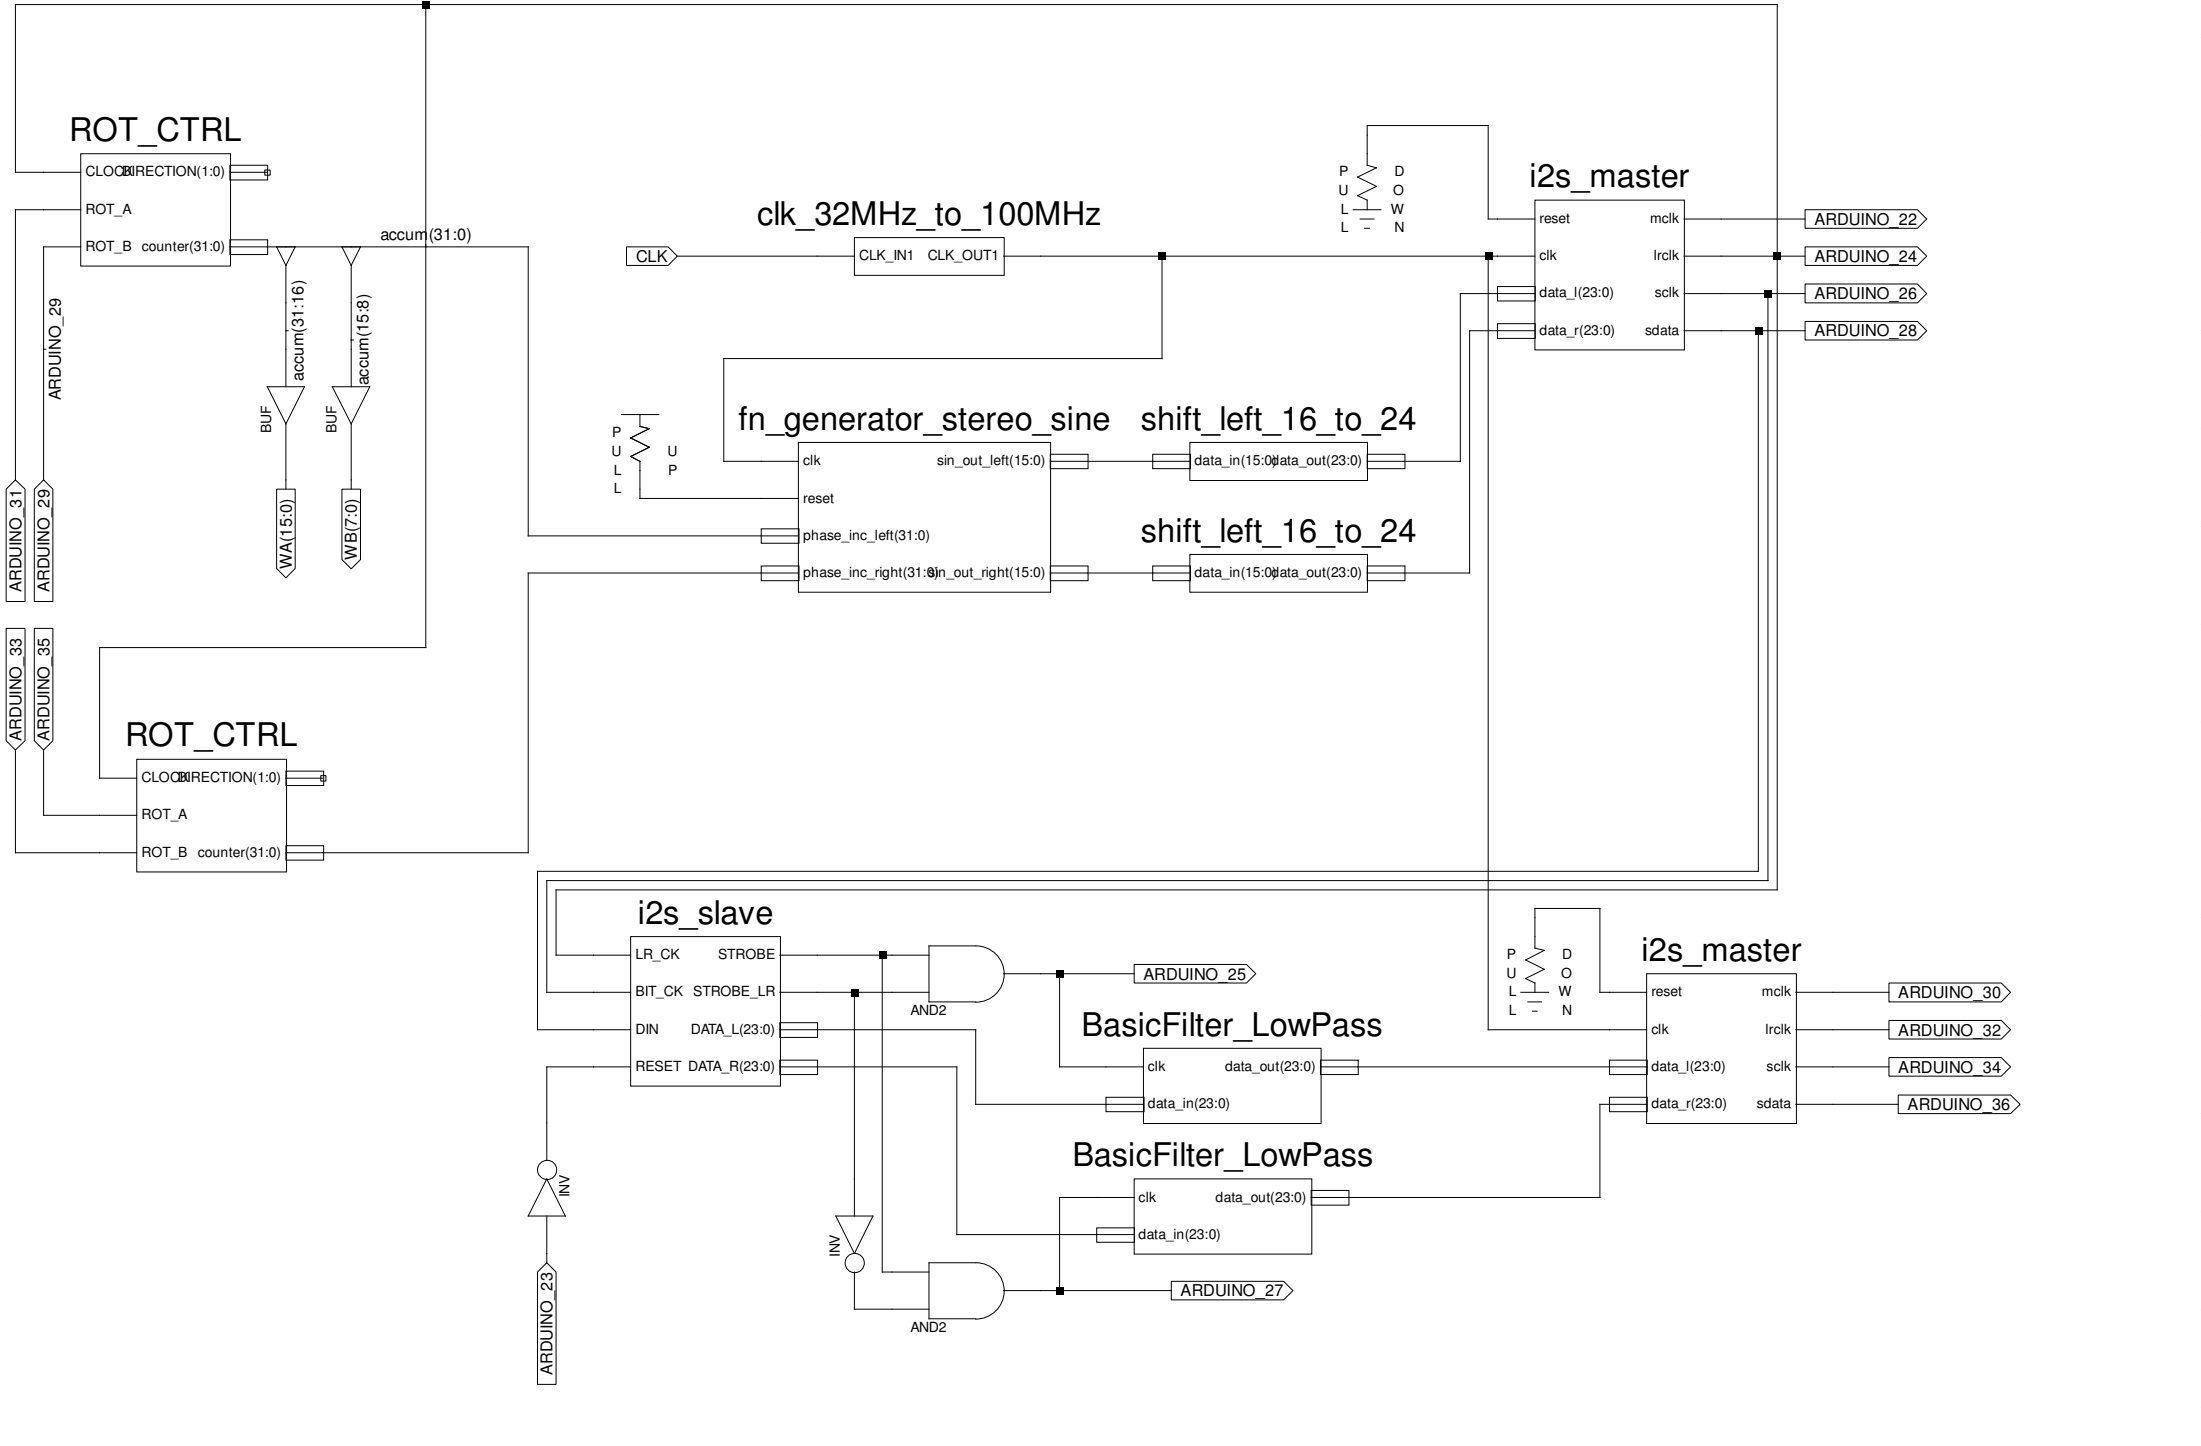 ROT_CTRL
CLOCK DIRECTION(1:0)
ROT_A
ROT_B counter(31:0)
accum(31:0)
accum(31:16)
accum(15:8)
ARDUINO_29
BUF
BUF
ARDUINO_31
ARDUINO_29
WA(15:0)
WB(7:0)
clk_32MHz_to_100MHz
CLK
CLK_IN1 CLK_OUT1
PULL DOWN
i2s_master
reset mclk
clk lrclk
data_l(23:0) sclk
data_r(23:0) sdata
ARDUINO_22
ARDUINO_24
ARDUINO_26
ARDUINO_28
PULL UP
fn_generator_stereo_sine
clk sin_out_left(15:0)
reset
phase_inc_left(31:0)
phase_inc_right(31:0) sin_out_right(15:0)
shift_left_16_to_24
data_in(15:0) data_out(23:0)
shift_left_16_to_24
data_in(15:0) data_out(23:0)
ARDUINO_33
ARDUINO_35
ROT_CTRL
CLOCK DIRECTION(1:0)
ROT_A
ROT_B counter(31:0)
i2s_slave
LR_CK STROBE
BIT_CK STROBE_LR
DIN DATA_L(23:0)
RESET DATA_R(23:0)
AND2
ARDUINO_25
BasicFilter_LowPass
clk data_out(23:0)
data_in(23:0)
BasicFilter_LowPass
clk data_out(23:0)
data_in(23:0)
INV
INV
ARDUINO_23
AND2
ARDUINO_27
PULL DOWN
i2s_master
reset mclk
clk lrclk
data_l(23:0) sclk
data_r(23:0) sdata
ARDUINO_30
ARDUINO_32
ARDUINO_34
ARDUINO_36